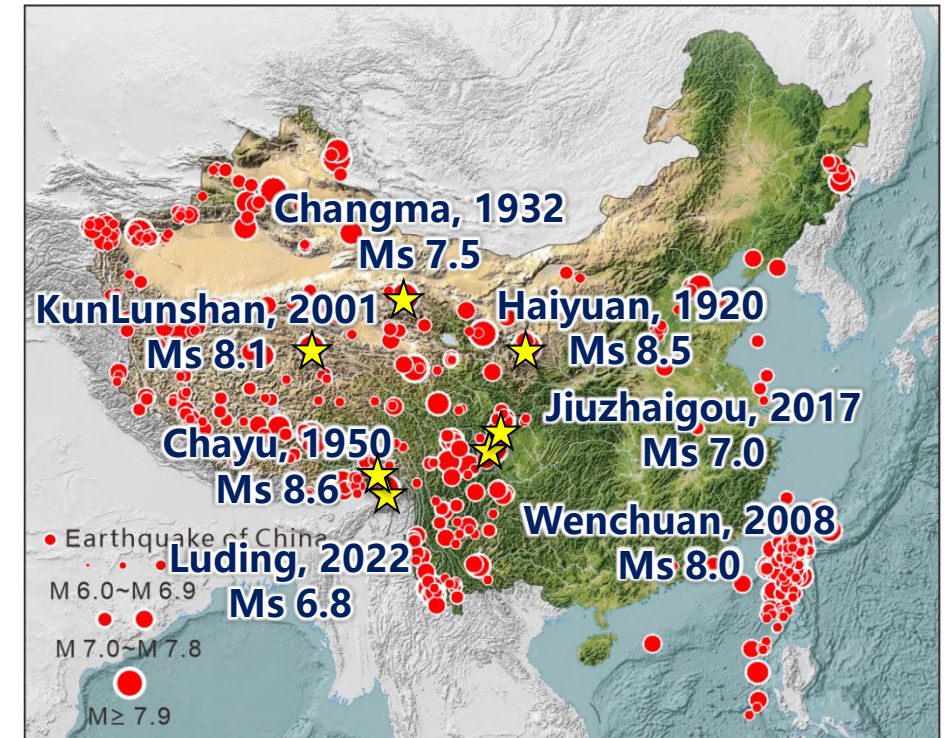 Changma, 1932
Ms 7.5
KunLunshan, 2001
Ms 8.1
Haiyuan, 1920
Ms 8.5
Jiuzhaigou, 2017
Ms 7.0
Chayu, 1950
Ms 8.6
Wenchuan, 2008
Ms 8.0
Earthquake of China
Luding, 2022
Ms 6.8
M 6.0~M 6.9
M 7.0~M 7.8
M≥ 7.9